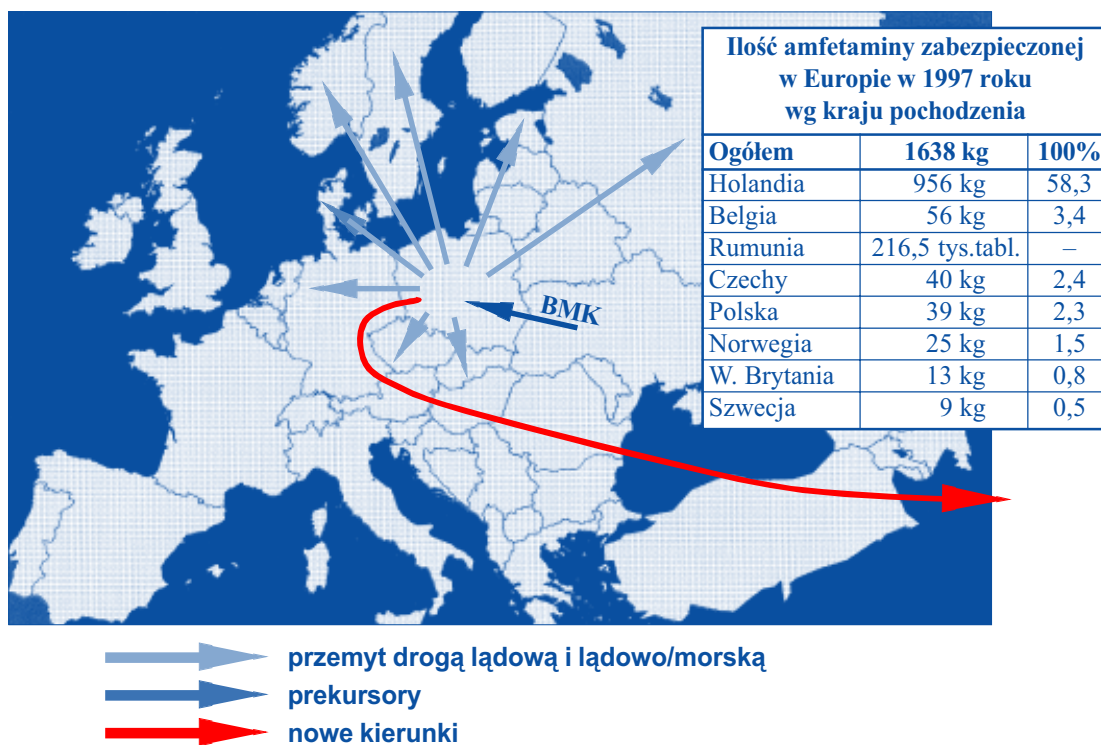 Ilość amfetaminy zabezpieczonej
w Europie w 1997 roku
wg kraju pochodzenia
Ogółem 1638 kg 100%
Holandia 956 kg 58,3
Belgia 56 kg 3,4
Rumunia 216,5 tys.tabl. –
Czechy 40 kg 2,4
Polska 39 kg 2,3
Norwegia 25 kg 1,5
W. Brytania 13 kg 0,8
Szwecja 9 kg 0,5
BMK
przemyt drogą lądową i lądowo/morską
prekursory
nowe kierunki